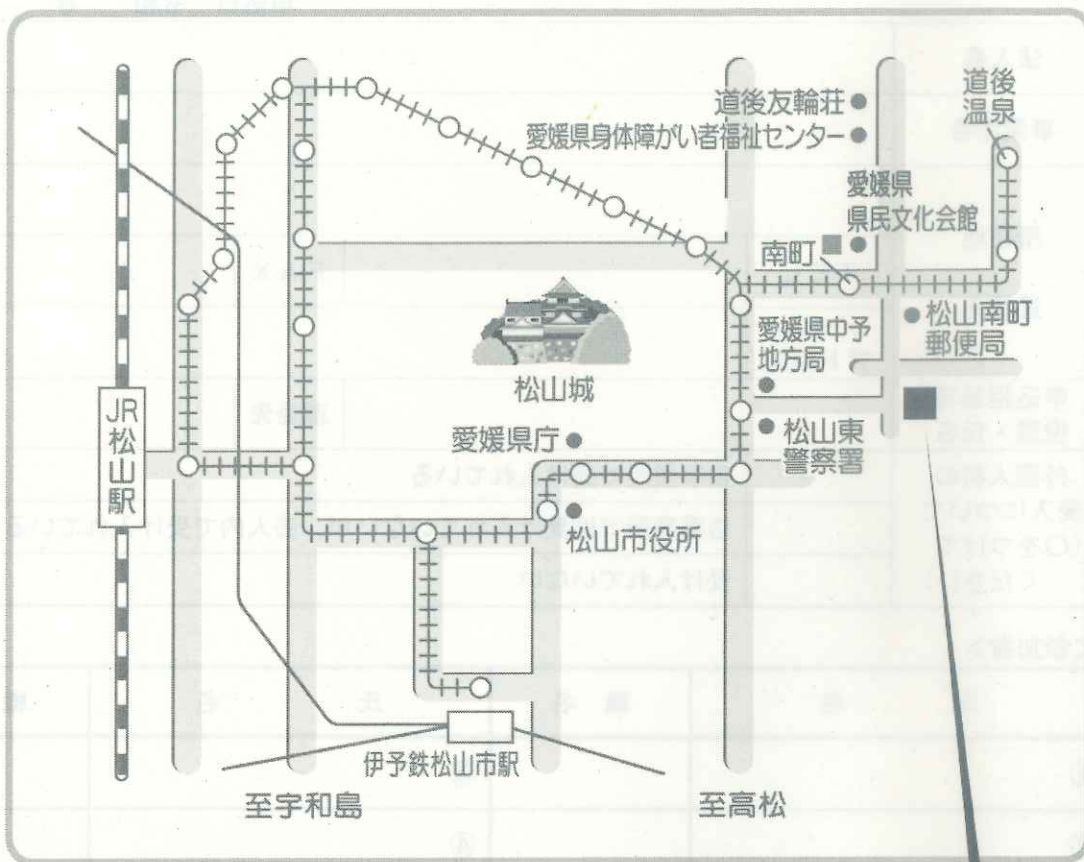 道後
温泉
道後友輪荘
愛媛県身体障がい者福祉センター
愛媛県
県民文化会館
南町
松山南町
郵便局
愛媛県中予
地方局
松山城
JR松山駅
愛媛県庁
松山東
警察署
松山市役所
伊予鉄松山市駅
至宇和島
至高松